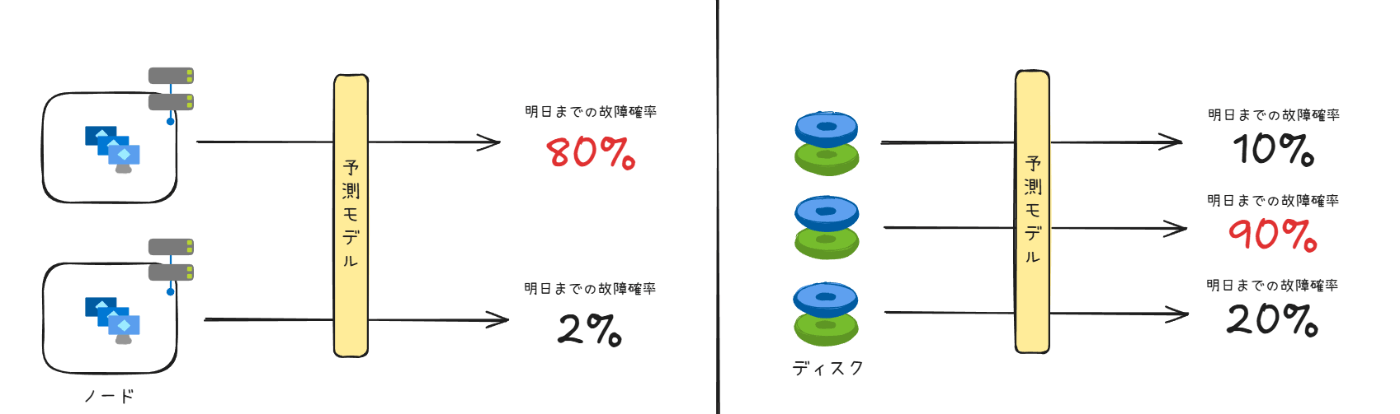 予測モデル
明日までの故障確率
80%
明日までの故障確率
2%
ノード
予測モデル
明日までの故障確率
10%
明日までの故障確率
90%
明日までの故障確率
20%
ディスク